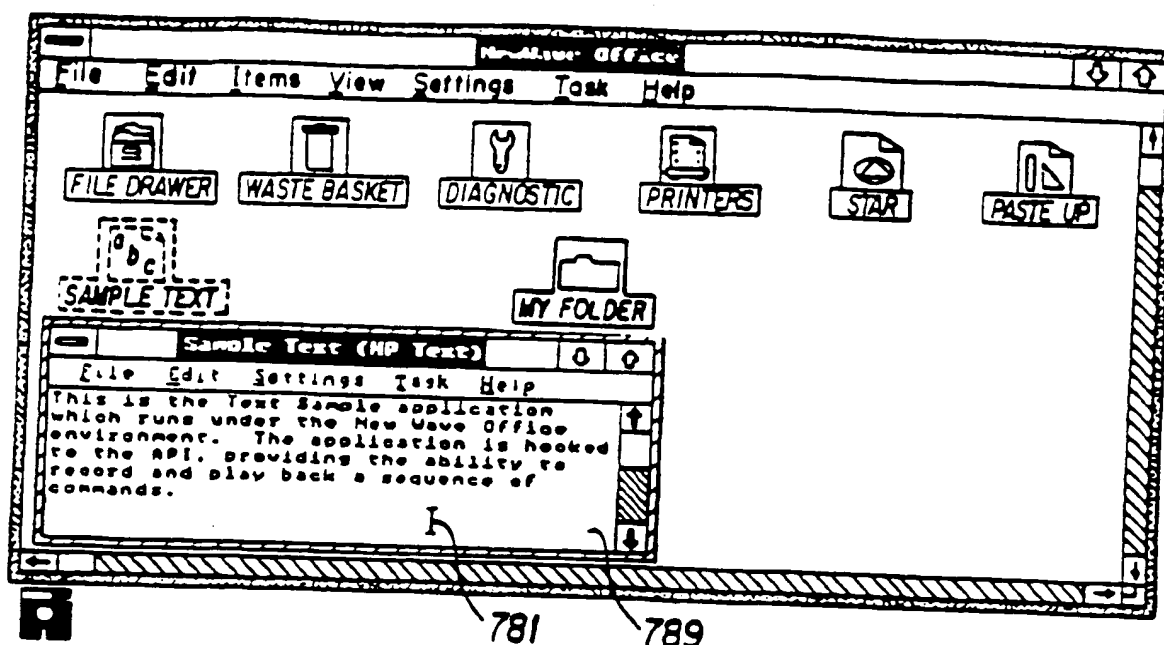 NewWave Office
File Edit Items View Settings Task Help
FILE DRAWER WASTE BASKET DIAGNOSTIC PRINTERS STAR PASTE UP
a b c
SAMPLE TEXT MY FOLDER
Sample Text (HP Text)
File Edit Settings Task Help
This is the Text Sample application
which runs under the New Wave Office
environment. The application is hooked
to the API, providing the ability to
record and play back a sequence of
commands.
781 789